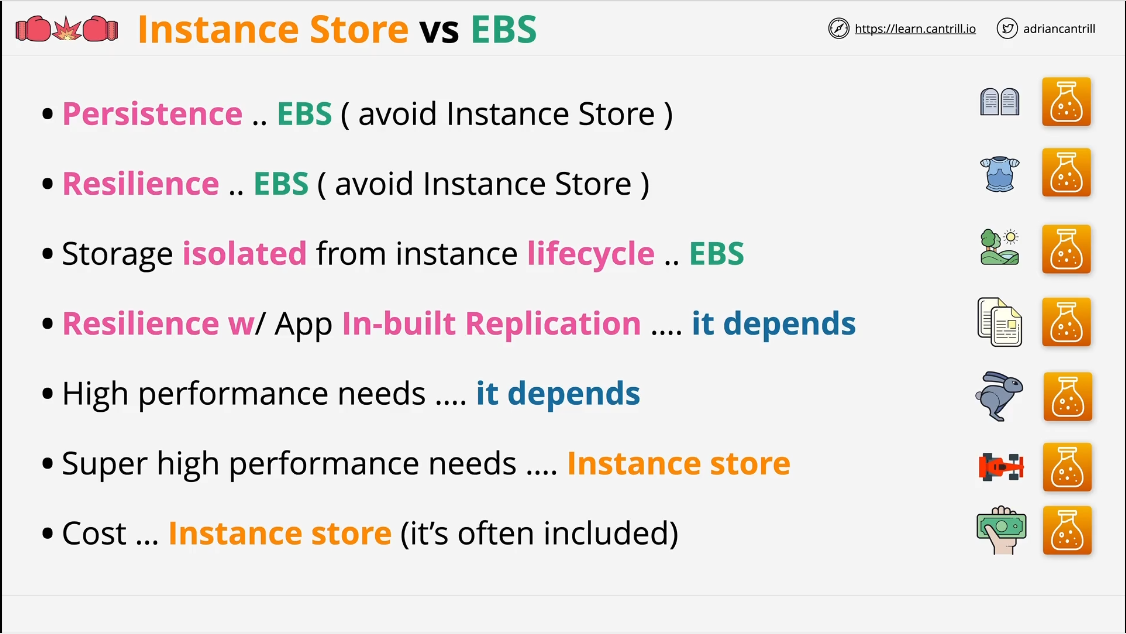 Instance Store vs EBS
https://learn.cantrill.io
adriancantrill
• Persistence .. EBS ( avoid Instance Store )
• Resilience .. EBS ( avoid Instance Store )
• Storage isolated from instance lifecycle .. EBS
• Resilience w/ App In-built Replication .... it depends
• High performance needs .... it depends
• Super high performance needs .... Instance store
• Cost ... Instance store (it’s often included)